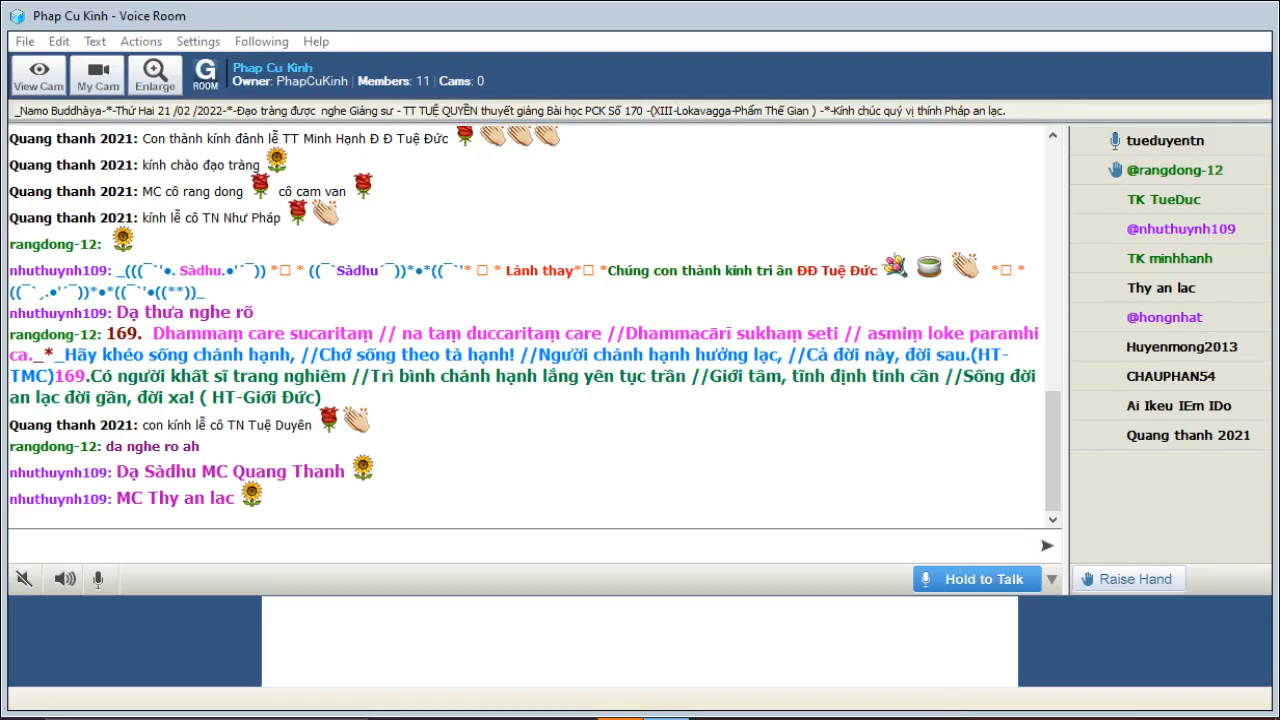 Phap Cu Kinh - Voice Room
File Edit Text Actions Settings Following Help
View Cam My Cam Enlarge G ROOM
Phap Cu Kinh
Owner: PhapCuKinh | Members: 11 | Cams: 0
_Namo Buddhàya-*-Thứ Hai 21 /02 /2022-*-Đạo tràng được nghe Giảng sư - TT TUỆ QUYỀN thuyết giảng Bài học PCK Số 170 -(XIII-Lokavagga-Phẩm Thế Gian ) -*-Kính chúc quý vị thính Pháp an lạc.
Quang thanh 2021: Con thành kính đảnh lễ TT Minh Hạnh Đ Đ Tuệ Đức
Quang thanh 2021: kính chào đạo tràng
Quang thanh 2021: MC cô rang dong cô cam van
Quang thanh 2021: kính lễ cô TN Như Pháp
rangdong-12:
nhuthuynh109: _(((¯`'•. Sàdhu.•'´¯)) *□ * ((¯`Sàdhu´¯))*•*((¯`'* □ * Lành thay*□ *Chúng con thành kính tri ân ĐĐ Tuệ Đức *□ *
((¯`¸.•'´¯))*•*((¯`'•((**))_
nhuthuynh109: Dạ thưa nghe rõ
rangdong-12: 169. Dhammaṃ care sucaritaṃ // na taṃ duccaritaṃ care //Dhammacārī sukhaṃ seti // asmiṃ loke paramhi
ca._*_Hãy khéo sống chánh hạnh, //Chớ sống theo tà hạnh! //Người chánh hạnh hưởng lạc, //Cả đời này, đời sau.(HT-
TMC)169.Có người khất sĩ trang nghiêm //Trì bình chánh hạnh lắng yên tục trần //Giới tâm, tĩnh định tinh cần //Sống đời
an lạc đời gần, đời xa! ( HT-Giới Đức)
Quang thanh 2021: con kính lễ cô TN Tuệ Duyên
rangdong-12: da nghe ro ah
nhuthuynh109: Dạ Sàdhu MC Quang Thanh
nhuthuynh109: MC Thy an lac
tueduyentn
@rangdong-12
TK TueDuc
@nhuthuynh109
TK minhhanh
Thy an lac
@hongnhat
Huyenmong2013
CHAUPHAN54
Ai Ikeu IEm IDo
Quang thanh 2021
Hold to Talk
Raise Hand